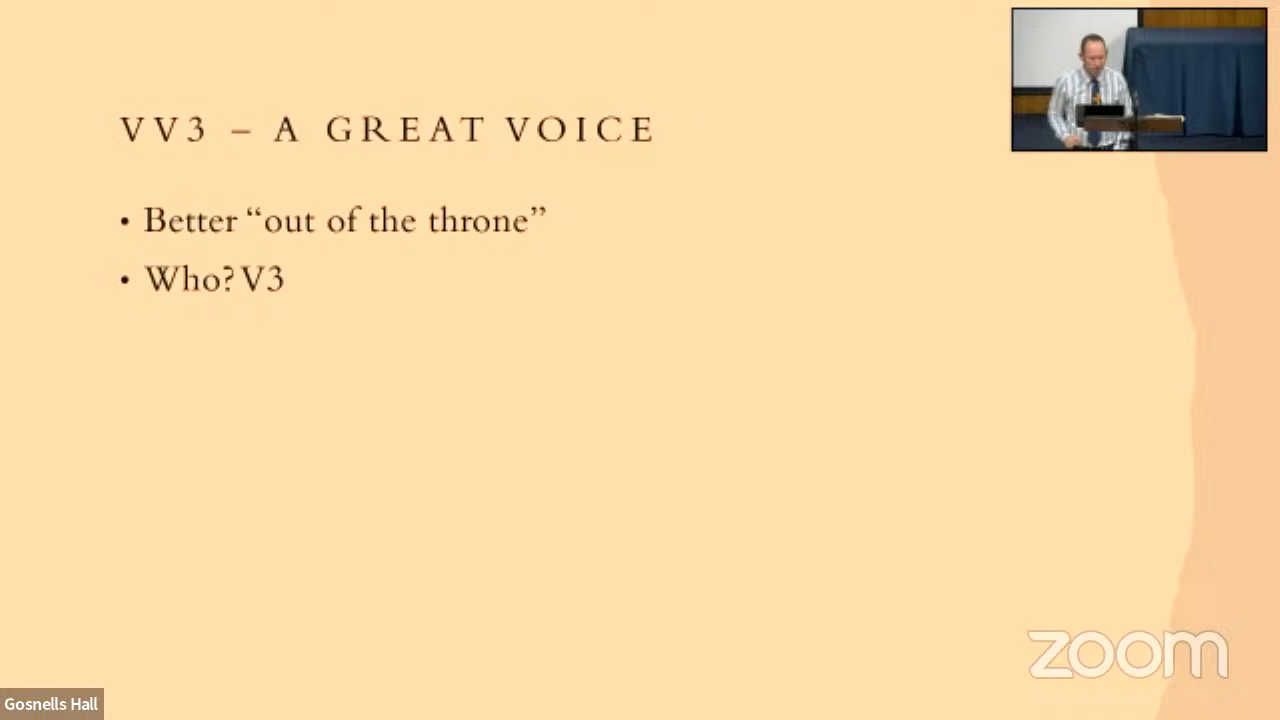 VV3 – A GREAT VOICE
• Better “out of the throne”
• Who? V3
zoom
Gosnells Hall